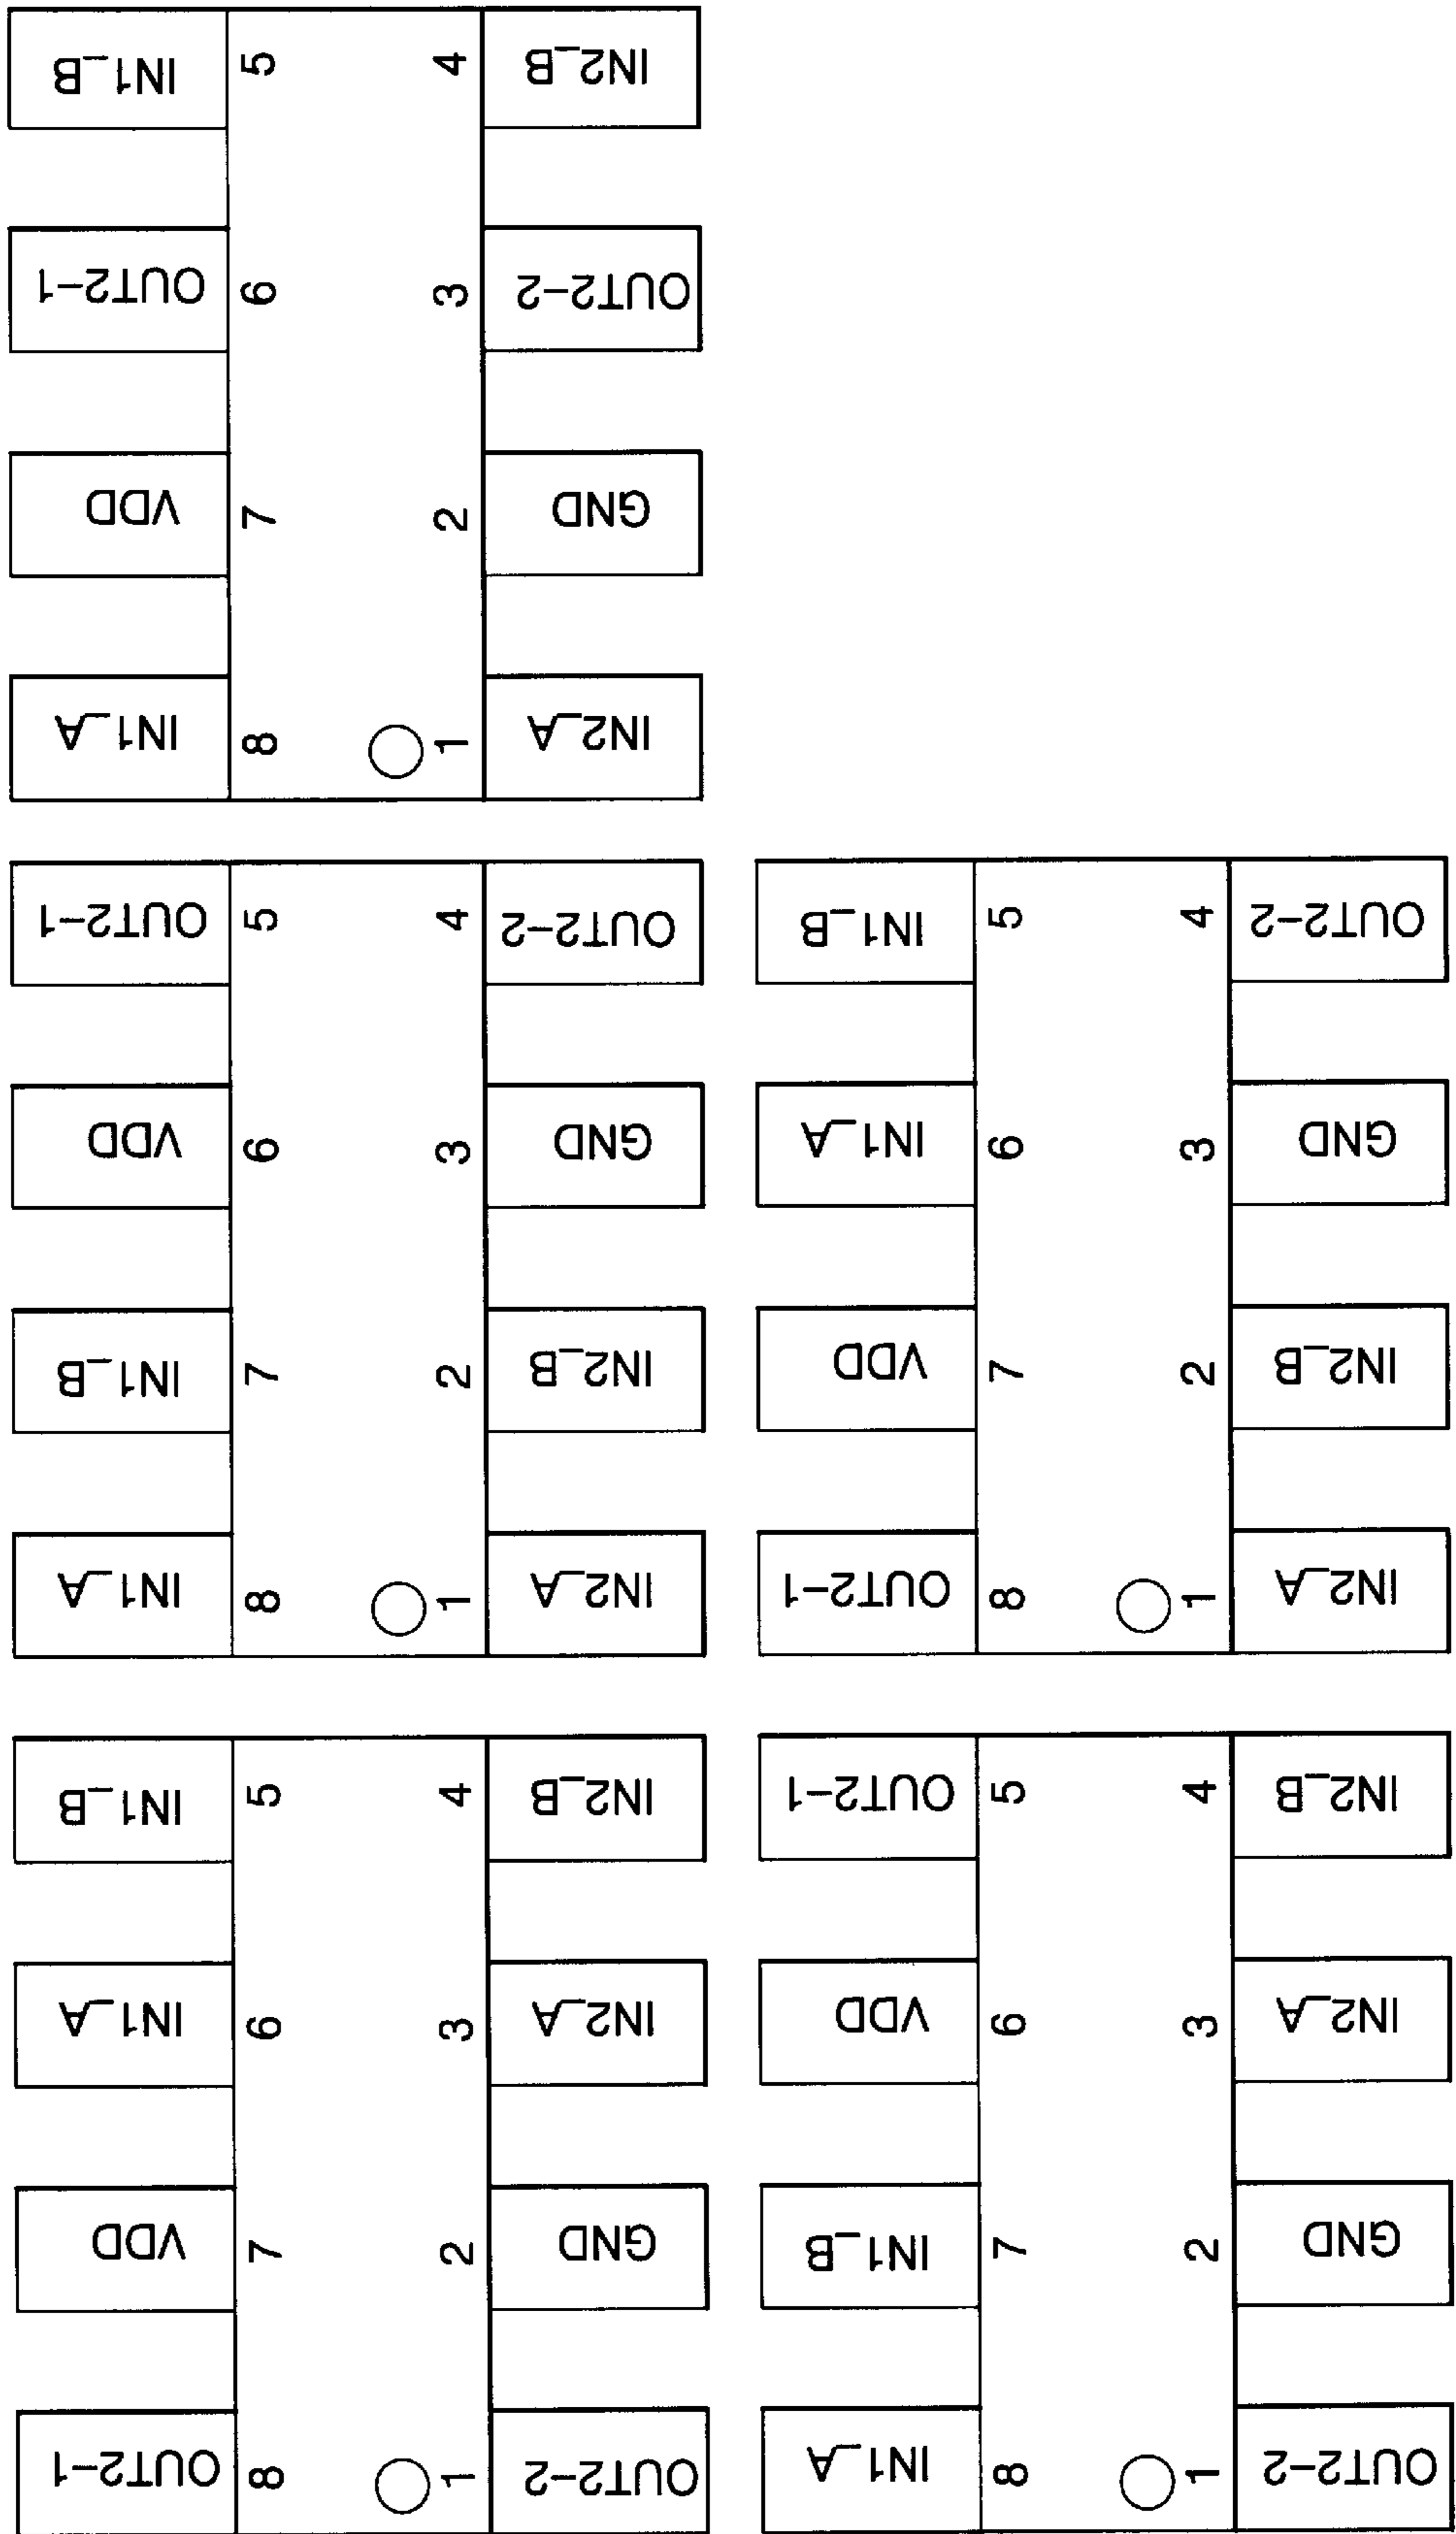 IN1_B 5 4 IN2_B
OUT2-1 6 3 OUT2-2
VDD 7 2 GND
IN1_A 8 1 IN2_A
OUT2-1 5 4 OUT2-2
VDD 6 3 GND
IN1_B 7 2 IN2_B
IN1_A 8 1 IN2_A
IN1_B 5 4 OUT2-2
IN1_A 6 3 GND
VDD 7 2 IN2_B
OUT2-1 8 1 IN2_A
IN1_B 5 4 IN2_B
IN1_A 6 3 IN2_A
VDD 7 2 GND
OUT2-1 8 1 OUT2-2
OUT2-1 5 4 IN2_B
VDD 6 3 IN2_A
IN1_B 7 2 GND
IN1_A 8 1 OUT2-2